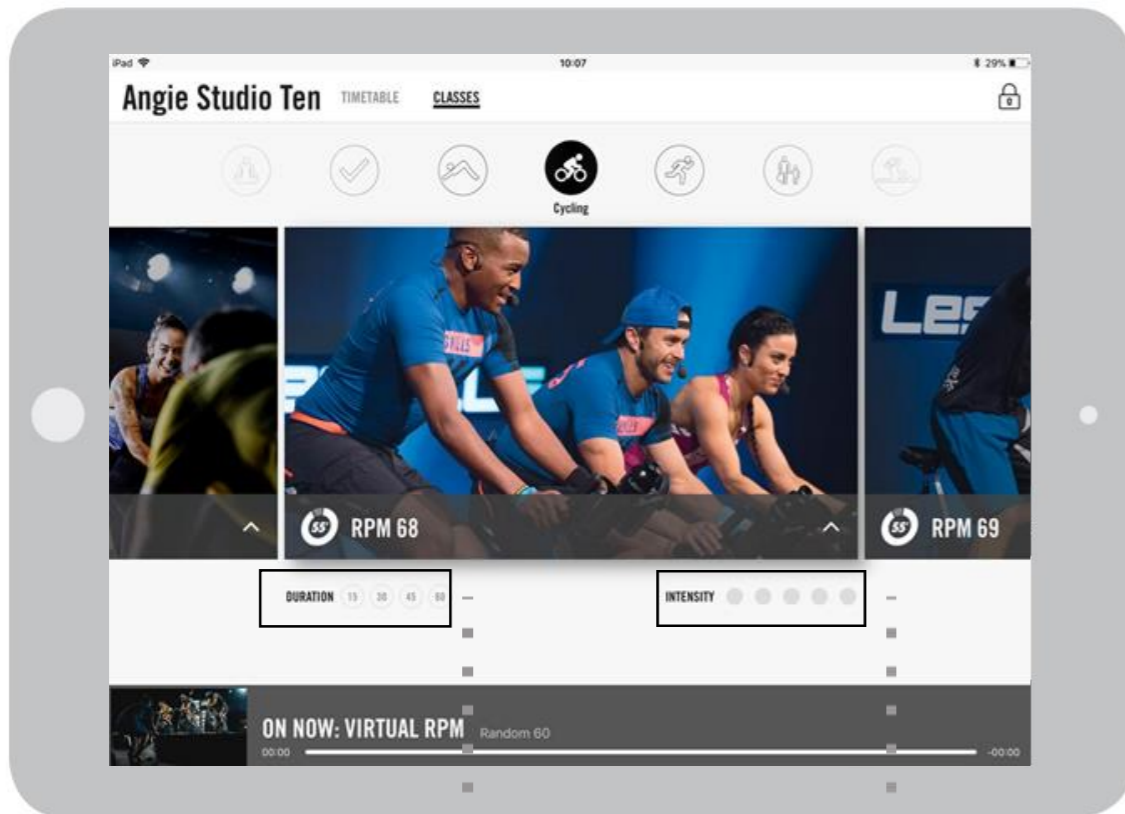 iPad 10:07 29%
Angie Studio Ten TIMETABLE CLASSES
Cycling
Les
55' RPM 68
55' RPM 69
DURATION 15 30 45 60
INTENSITY
ON NOW: VIRTUAL RPM Random 60
00:00 -00:00